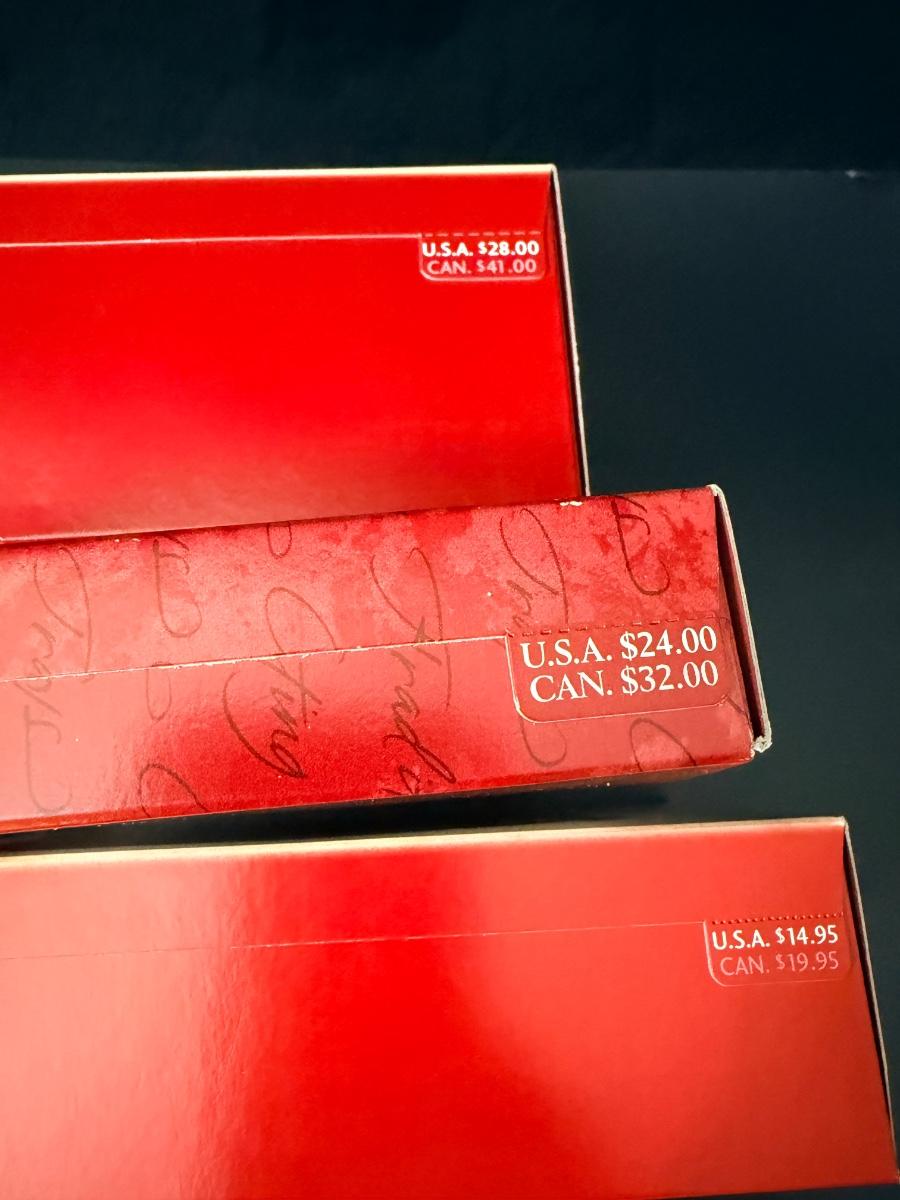 U.S.A. $28.00
CAN. $41.00
U.S.A. $24.00
CAN. $32.00
U.S.A. $14.95
CAN. $19.95